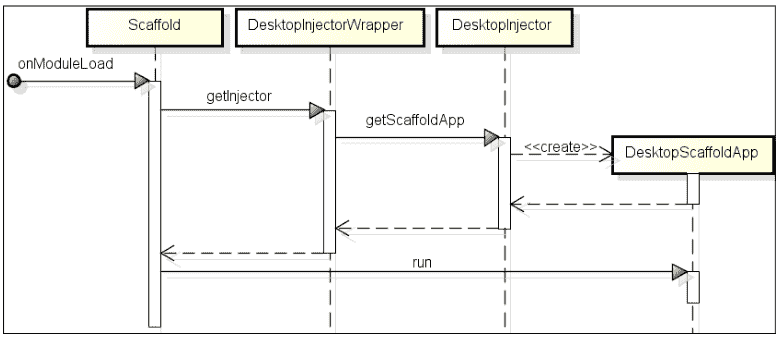 Scaffold
DesktopInjectorWrapper
DesktopInjector
onModuleLoad
getInjector
getScaffoldApp
<<create>>
DesktopScaffoldApp
run